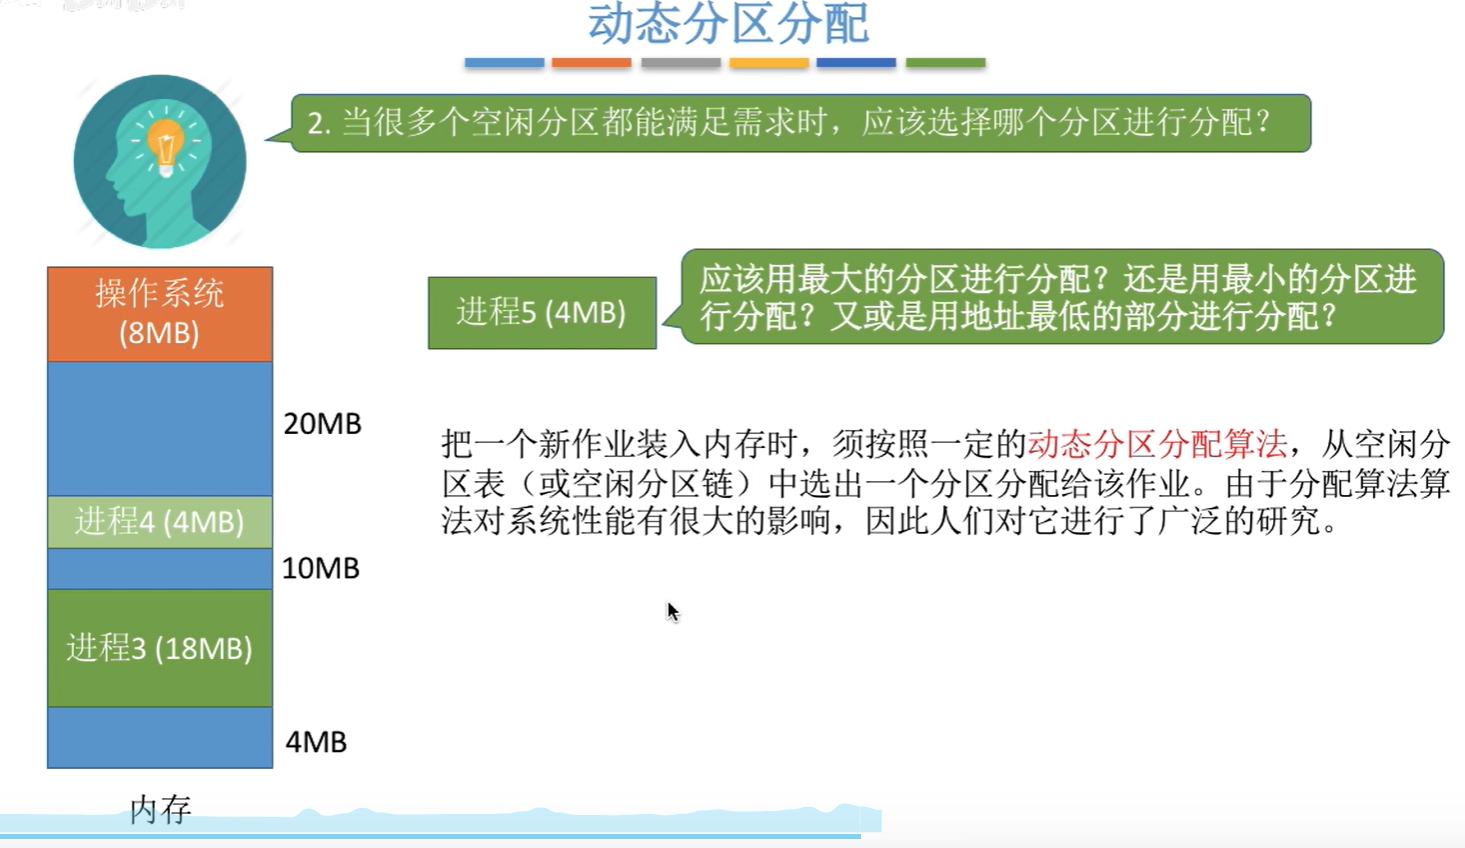 动态分区分配
2. 当很多个空闲分区都能满足需求时，应该选择哪个分区进行分配？
操作系统
(8MB)
20MB
进程4 (4MB)
10MB
进程3 (18MB)
4MB
内存
进程5 (4MB)
应该用最大的分区进行分配？还是用最小的分区进
行分配？又或是用地址最低的部分进行分配？
把一个新作业装入内存时，须按照一定的动态分区分配算法，从空闲分
区表（或空闲分区链）中选出一个分区分配给该作业。由于分配算法算
法对系统性能有很大的影响，因此人们对它进行了广泛的研究。